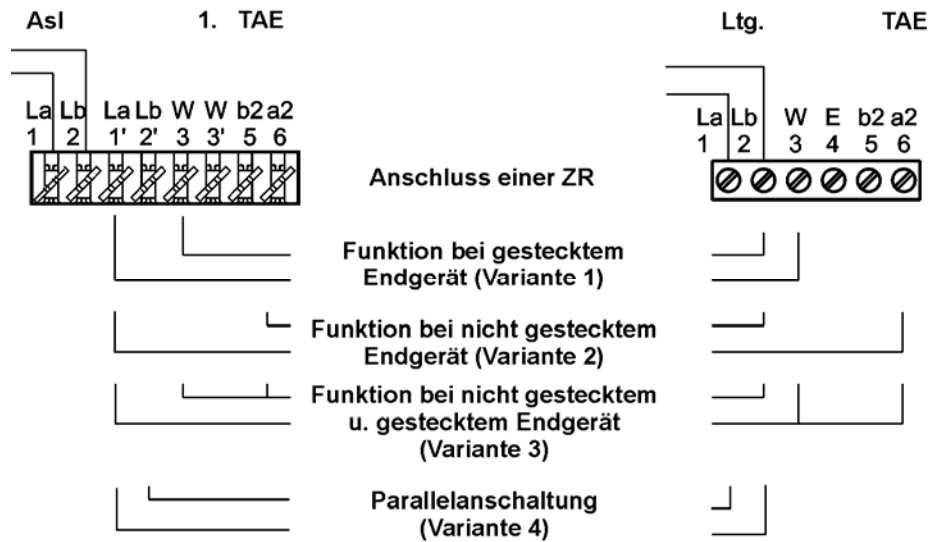 Asl 1. TAE Ltg. TAE
La Lb La Lb W W b2 a2
1 2 1' 2' 3 3' 5 6
La Lb W E b2 a2
1 2 3 4 5 6
Anschluss einer ZR
Funktion bei gestecktem
Endgerät (Variante 1)
Funktion bei nicht gestecktem
Endgerät (Variante 2)
Funktion bei nicht gestecktem
u. gestecktem Endgerät
(Variante 3)
Parallelanschaltung
(Variante 4)